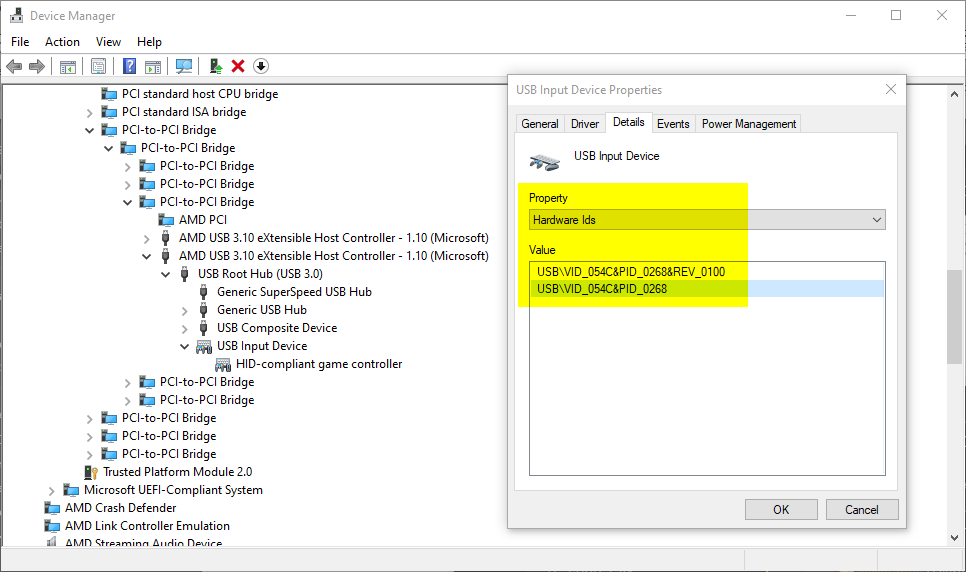 Device Manager
File Action View Help
PCI standard host CPU bridge
PCI standard ISA bridge
PCI-to-PCI Bridge
PCI-to-PCI Bridge
PCI-to-PCI Bridge
PCI-to-PCI Bridge
PCI-to-PCI Bridge
AMD PCI
AMD USB 3.10 eXtensible Host Controller - 1.10 (Microsoft)
AMD USB 3.10 eXtensible Host Controller - 1.10 (Microsoft)
USB Root Hub (USB 3.0)
Generic SuperSpeed USB Hub
Generic USB Hub
USB Composite Device
USB Input Device
HID-compliant game controller
PCI-to-PCI Bridge
PCI-to-PCI Bridge
PCI-to-PCI Bridge
PCI-to-PCI Bridge
PCI-to-PCI Bridge
Trusted Platform Module 2.0
Microsoft UEFI-Compliant System
AMD Crash Defender
AMD Link Controller Emulation
AMD Streaming Audio Device
USB Input Device Properties
General Driver Details Events Power Management
USB Input Device
Property
Hardware Ids
Value
USB\VID_054C&PID_0268&REV_0100
USB\VID_054C&PID_0268
OK Cancel